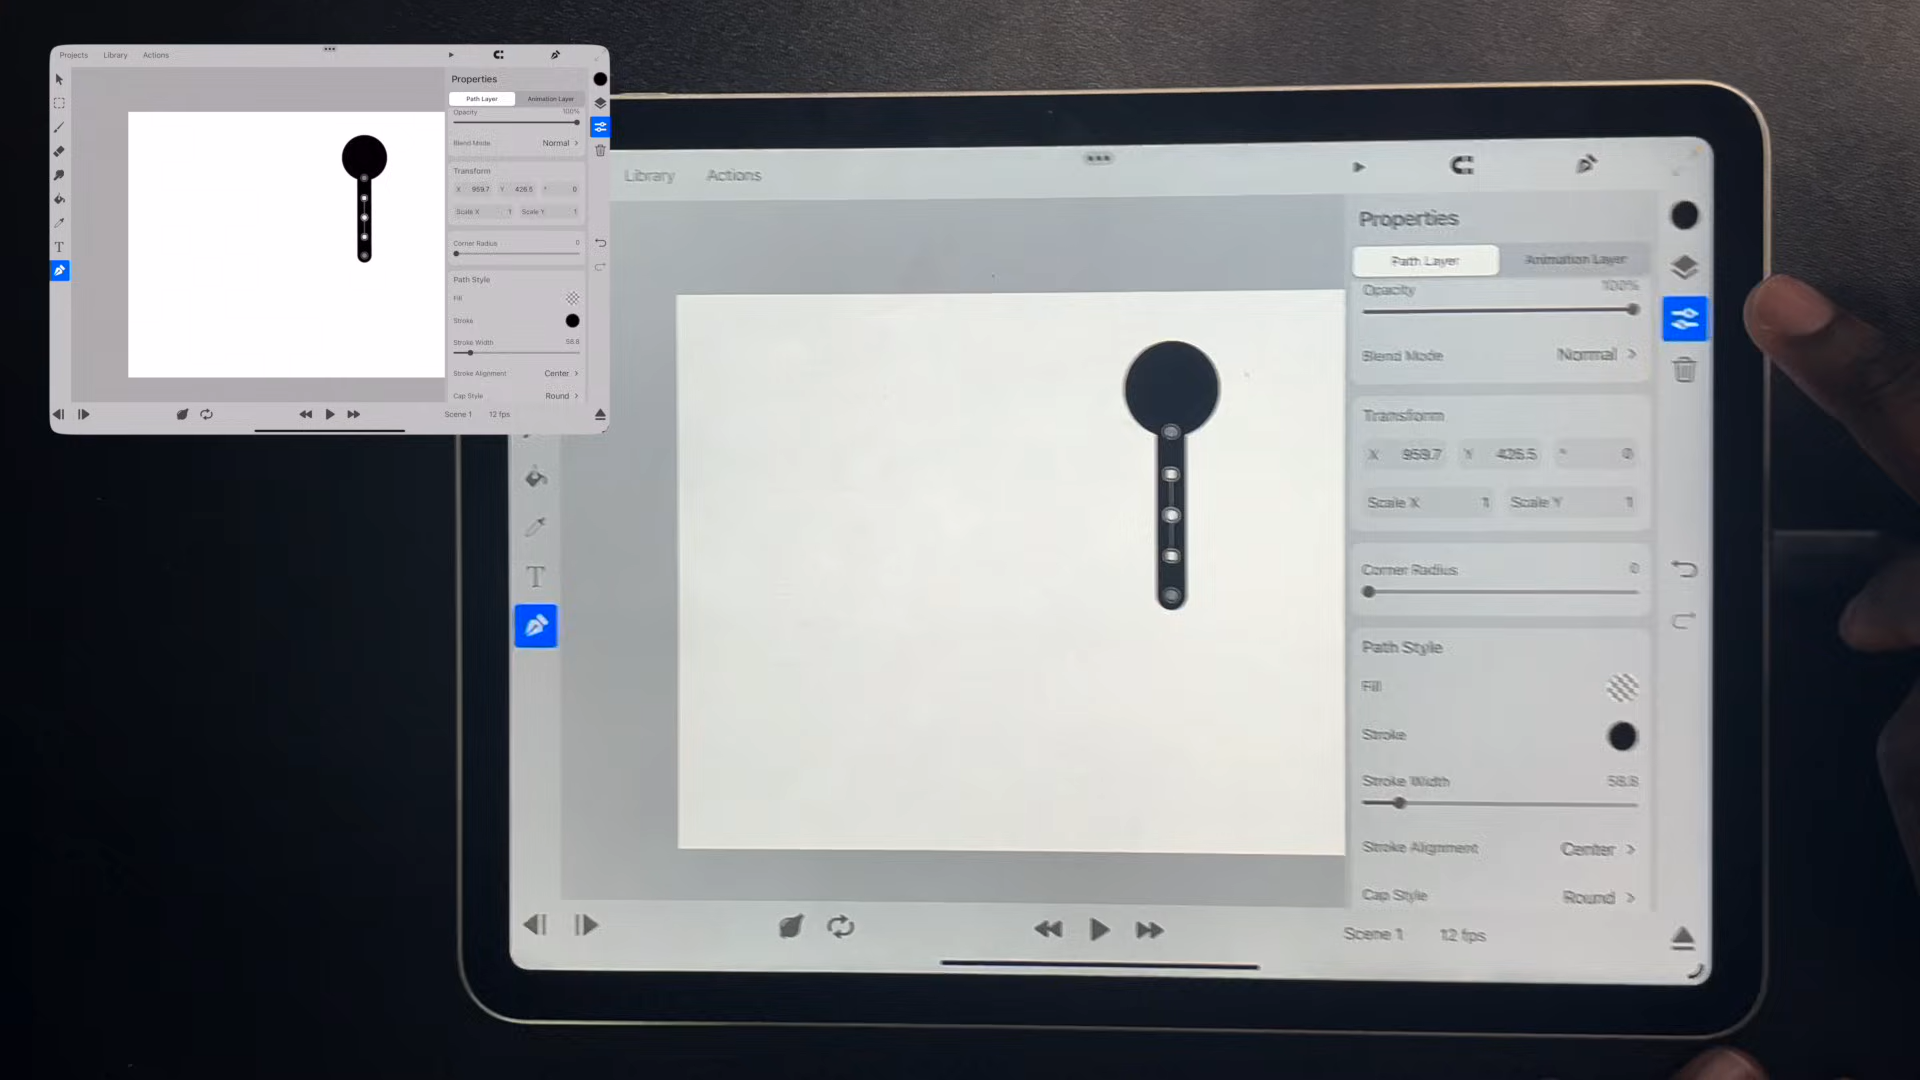 Projects Library Actions
Properties
Path Layer Animation Layer
Opacity 100%
Blend Mode Normal >
Transform
X 959.7 Y 426.5 ° 0
Scale X 1 Scale Y 1
Corner Radius 0
Path Style
Fill
Stroke
Stroke Width 58.8
Stroke Alignment Center >
Cap Style Round >
T
Scene 1 12 fps
Library Actions
Properties
Path Layer Animation Layer
Opacity 100%
Blend Mode Normal >
Transform
X 959.7 Y 426.5 ° 0
Scale X 1 Scale Y 1
Corner Radius 0
Path Style
Fill
Stroke
Stroke Width 58.8
Stroke Alignment Center >
Cap Style Round >
T
Scene 1 12 fps